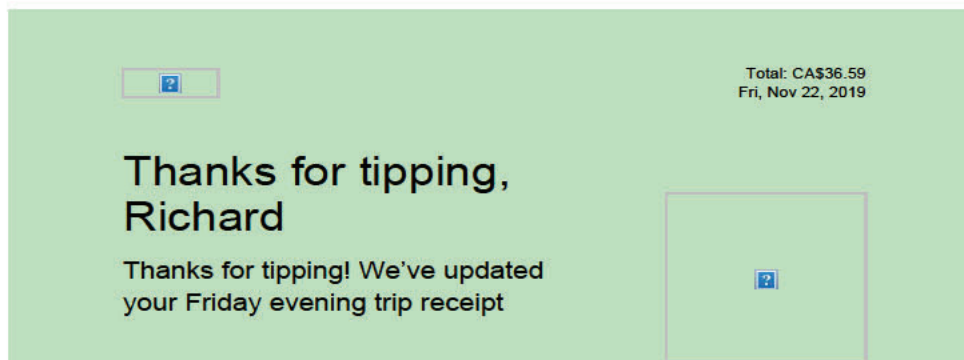 Total: CA$36.59
Fri, Nov 22, 2019
Thanks for tipping,
Richard
Thanks for tipping! We've updated
your Friday evening trip receipt